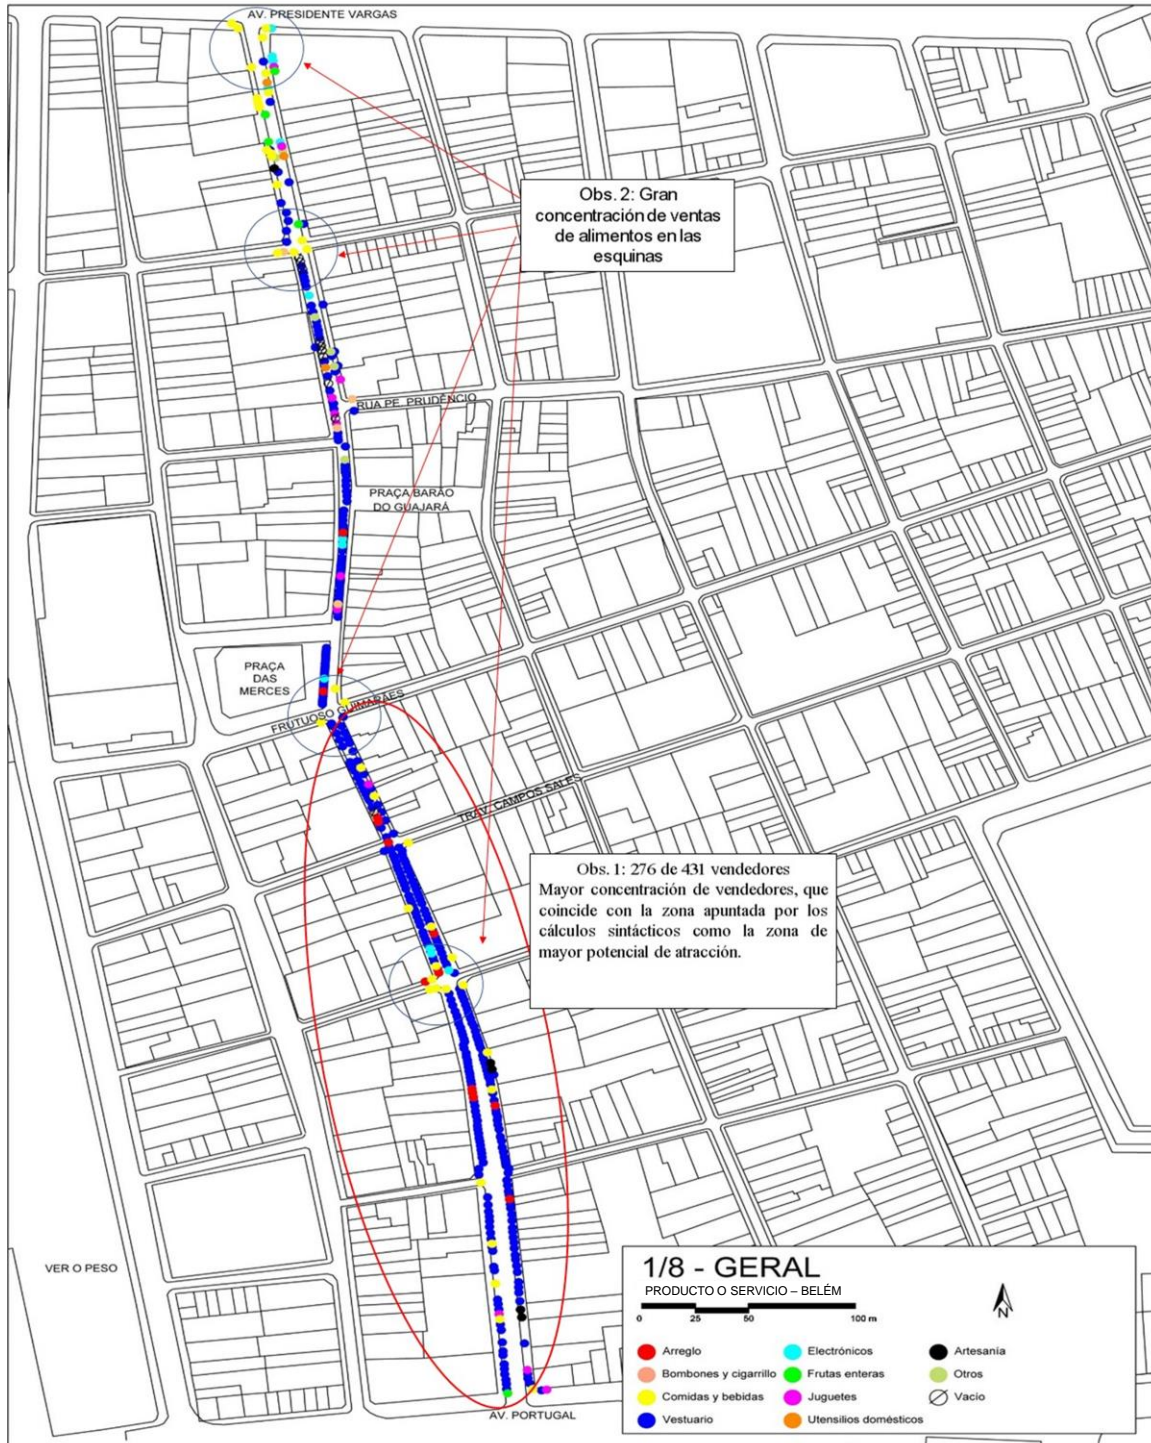 AV. PRESIDENTE VARGAS
Obs. 2: Gran
concentración de ventas
de alimentos en las
esquinas
RUA PE. PRUDÊNCIO
PRAÇA BARÃO
DO GUAJARÁ
PRAÇA
DAS
MERCES
FRUTUOSO GUIMARÃES
TRAV. CAMPOS SALES
Obs. 1: 276 de 431 vendedores
Mayor concentración de vendedores, que
coincide con la zona apuntada por los
cálculos sintácticos como la zona de
mayor potencial de atracción.
VER O PESO
AV. PORTUGAL
1/8 - GERAL
PRODUCTO O SERVICIO – BELÉM
0 25 50 100 m
N
Arreglo
Bombones y cigarrillo
Comidas y bebidas
Vestuario
Electrónicos
Frutas enteras
Juguetes
Utensilios domésticos
Artesania
Otros
Vacío